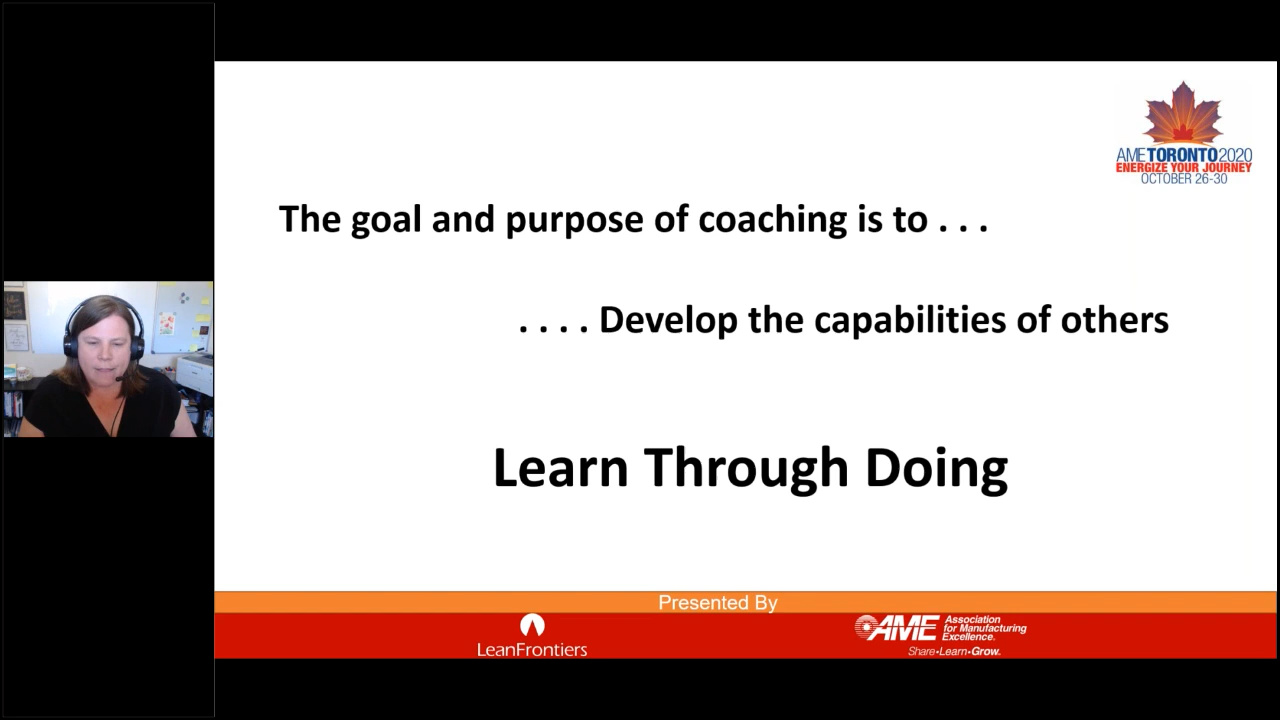 AMETORONTO2020
ENERGIZE YOUR JOURNEY
OCTOBER 26-30
The goal and purpose of coaching is to . . .
. . . . Develop the capabilities of others
Learn Through Doing
Presented By
LeanFrontiers
AME Association
for Manufacturing
Excellence.
Share•Learn•Grow.